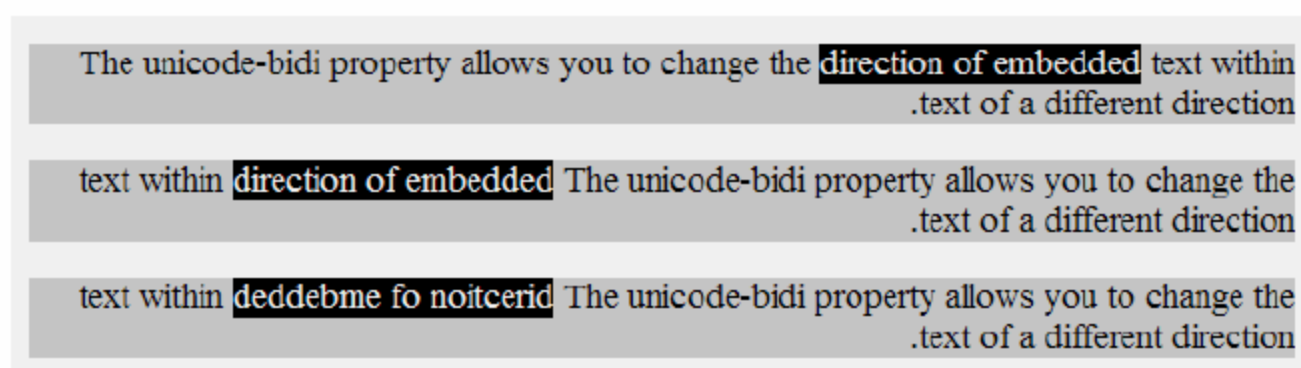 The unicode-bidi property allows you to change the direction of embedded text within
.text of a different direction
text within direction of embedded The unicode-bidi property allows you to change the
.text of a different direction
text within deddebme fo noitcerid The unicode-bidi property allows you to change the
.text of a different direction